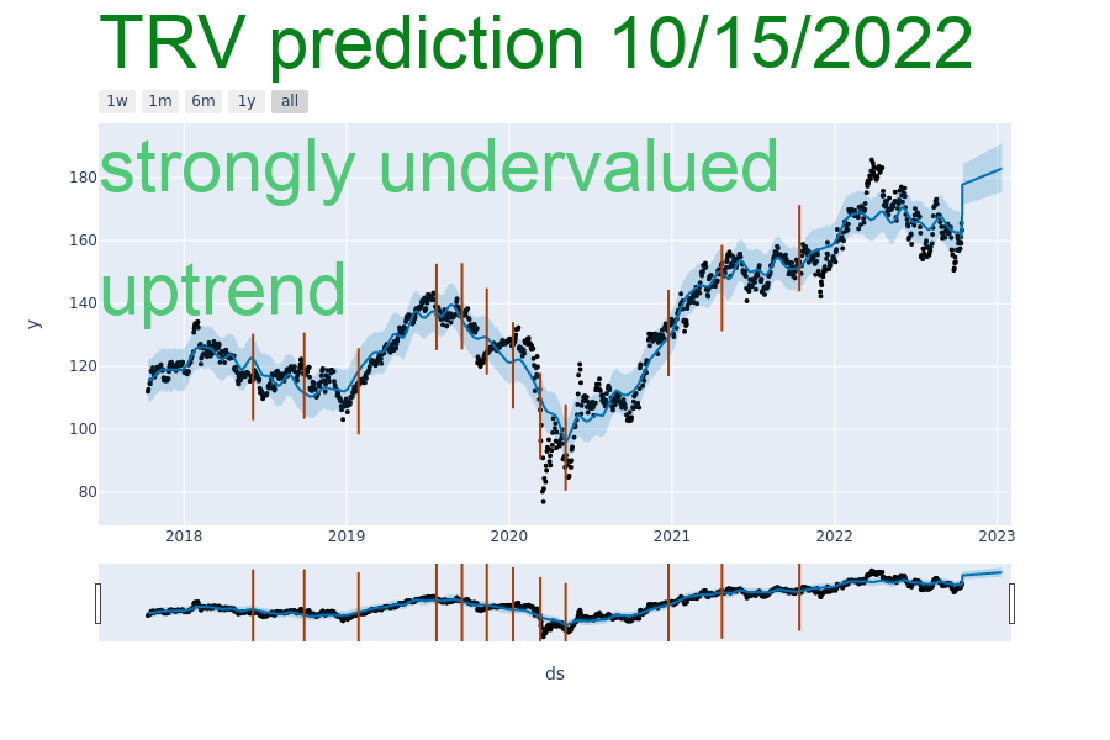 TRV prediction 10/15/2022
1w 1m 6m 1y all
strongly undervalued
180
160
uptrend
140
120
100
80
y
2018 2019 2020 2021 2022 2023
ds